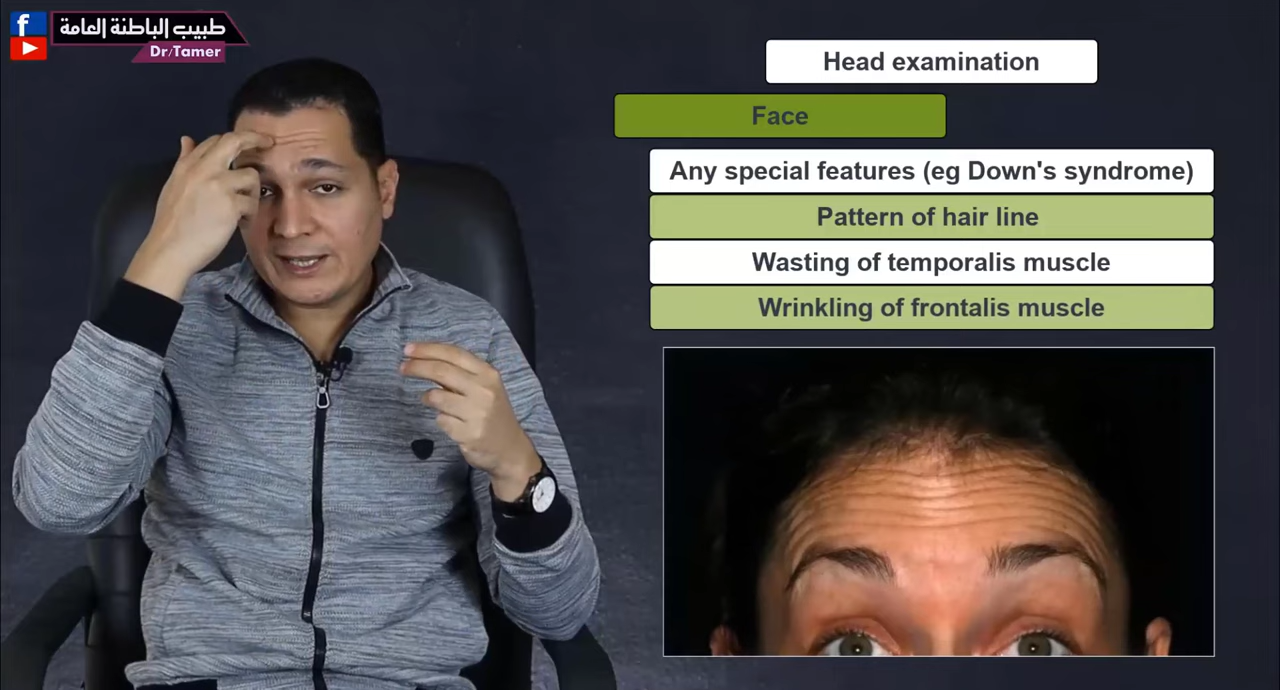 طبيب الباطنة العامة
Dr/Tamer
Head examination
Face
Any special features (eg Down's syndrome)
Pattern of hair line
Wasting of temporalis muscle
Wrinkling of frontalis muscle